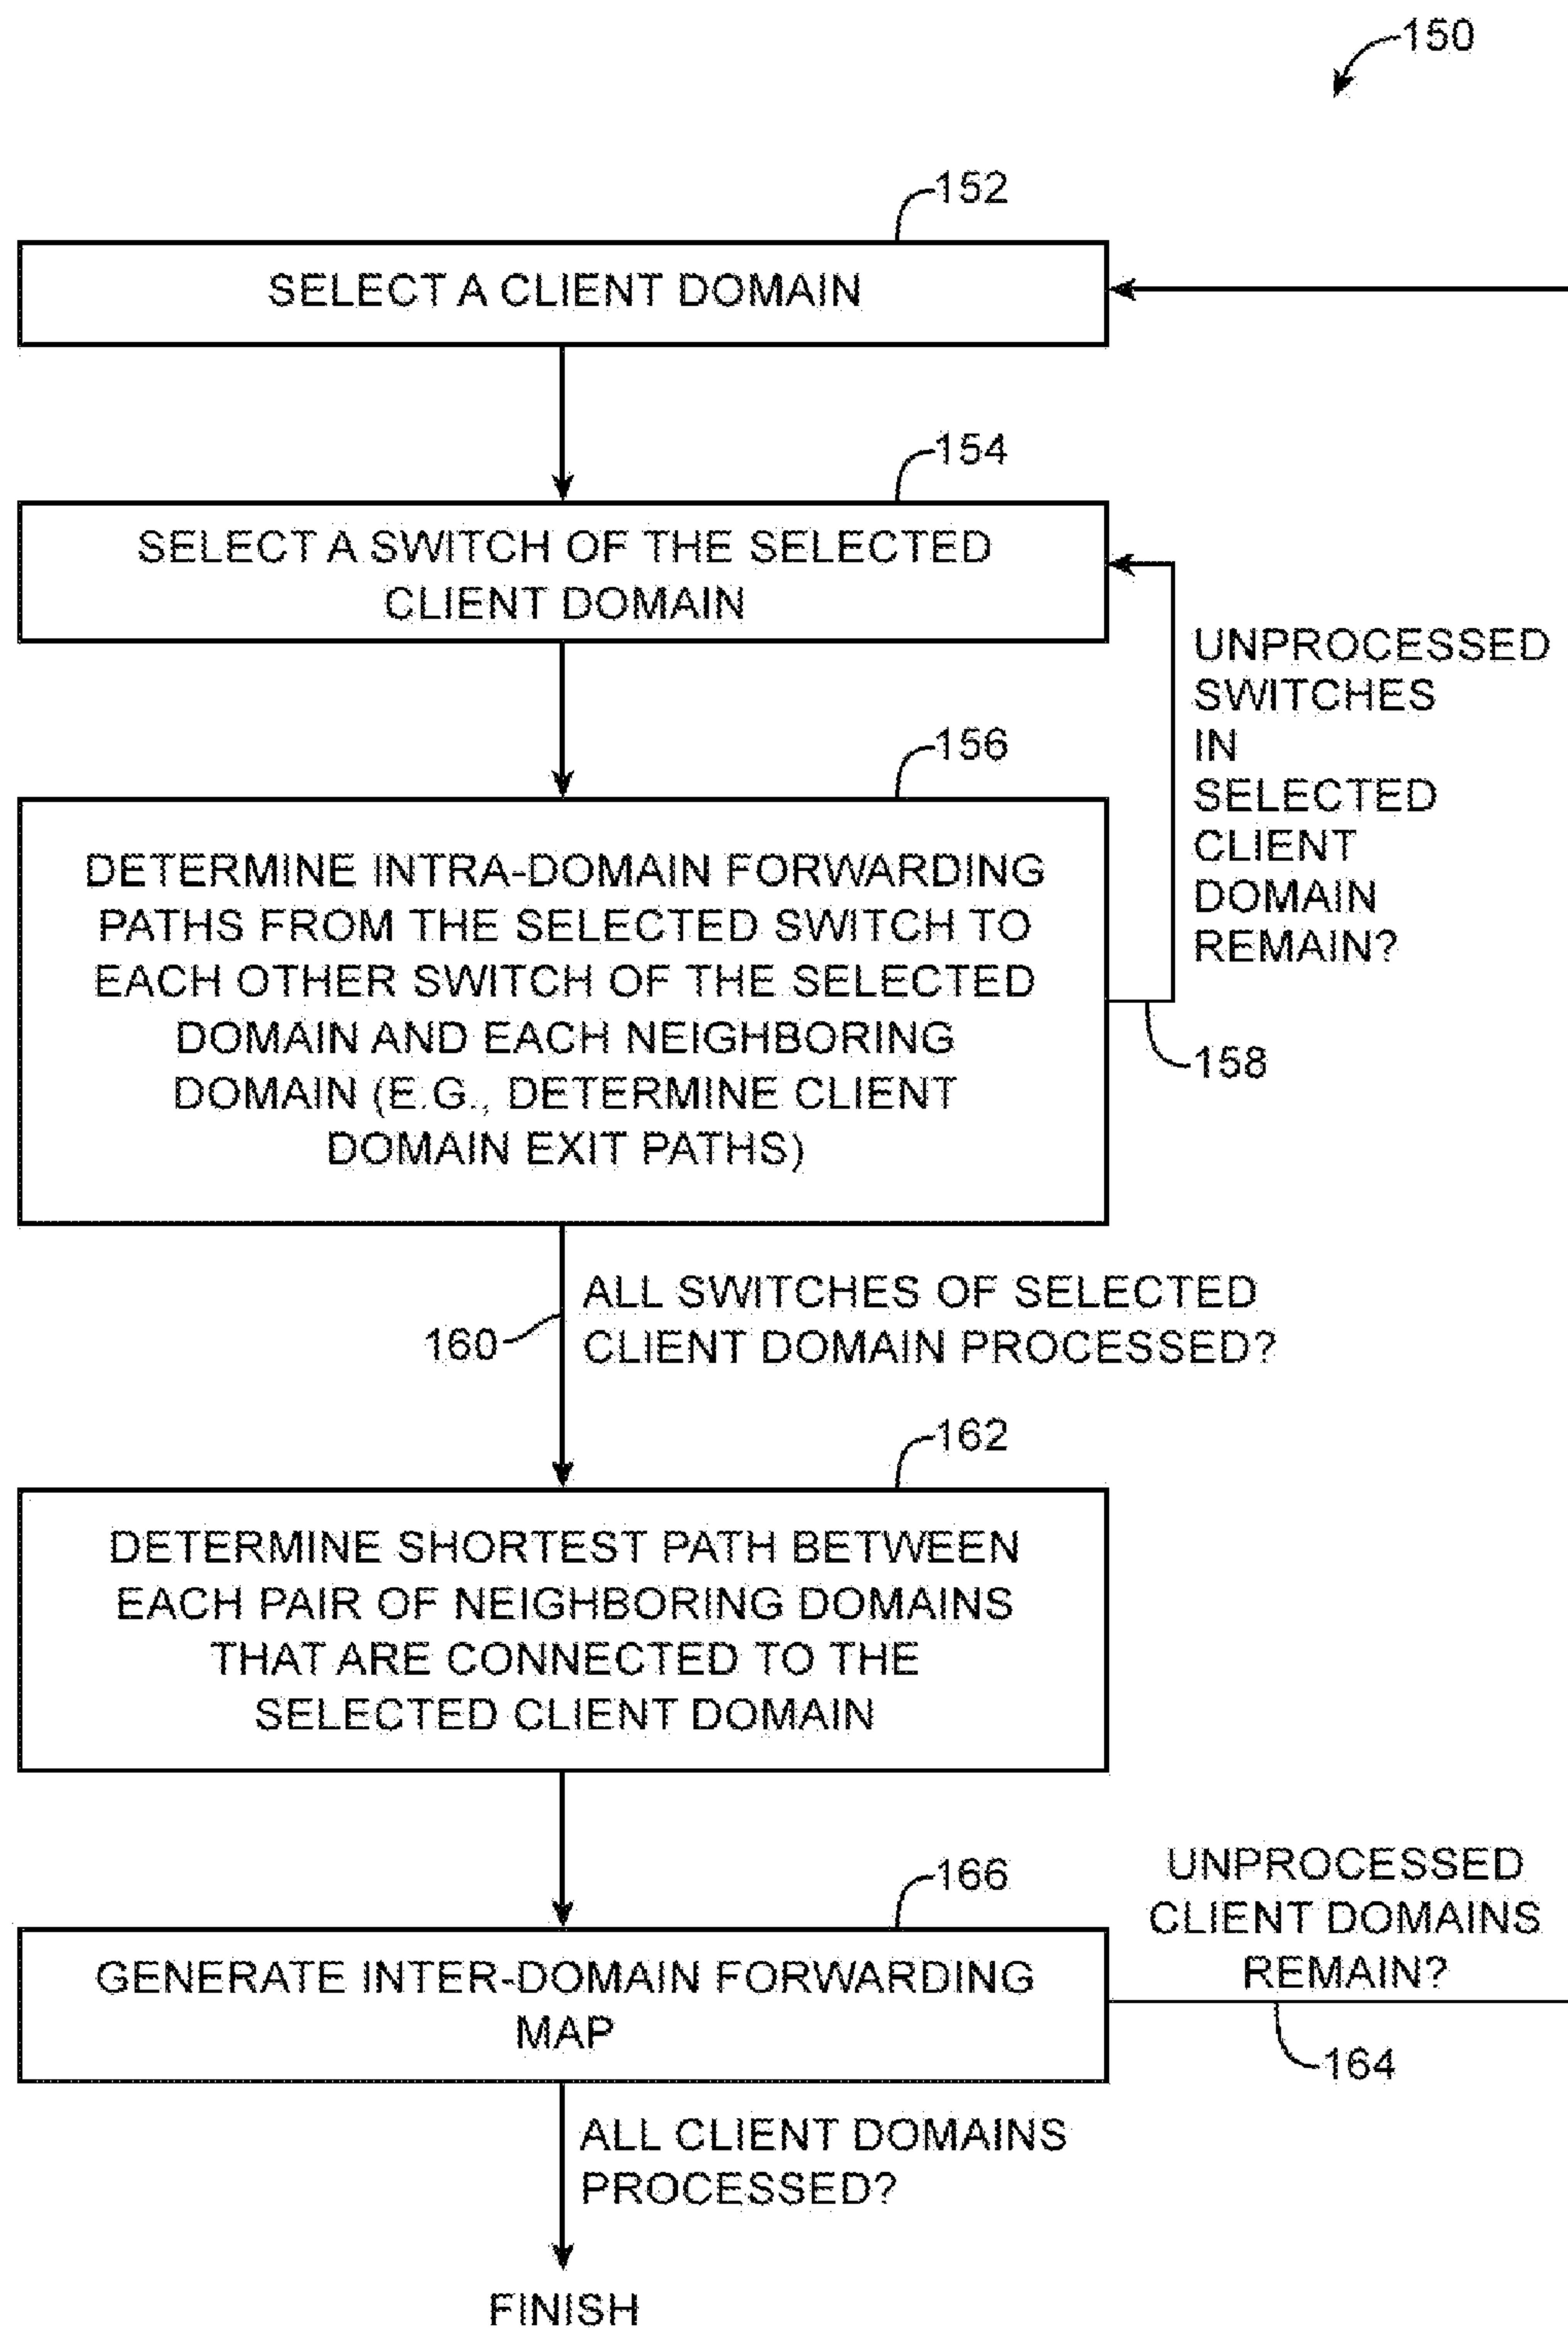 150
152
SELECT A CLIENT DOMAIN
154
SELECT A SWITCH OF THE SELECTED
CLIENT DOMAIN
UNPROCESSED
SWITCHES
IN
SELECTED
CLIENT
DOMAIN
REMAIN?
156
DETERMINE INTRA-DOMAIN FORWARDING
PATHS FROM THE SELECTED SWITCH TO
EACH OTHER SWITCH OF THE SELECTED
DOMAIN AND EACH NEIGHBORING
DOMAIN (E.G., DETERMINE CLIENT
DOMAIN EXIT PATHS)
158
160
ALL SWITCHES OF SELECTED
CLIENT DOMAIN PROCESSED?
162
DETERMINE SHORTEST PATH BETWEEN
EACH PAIR OF NEIGHBORING DOMAINS
THAT ARE CONNECTED TO THE
SELECTED CLIENT DOMAIN
166
GENERATE INTER-DOMAIN FORWARDING
MAP
UNPROCESSED
CLIENT DOMAINS
REMAIN?
164
ALL CLIENT DOMAINS
PROCESSED?
FINISH